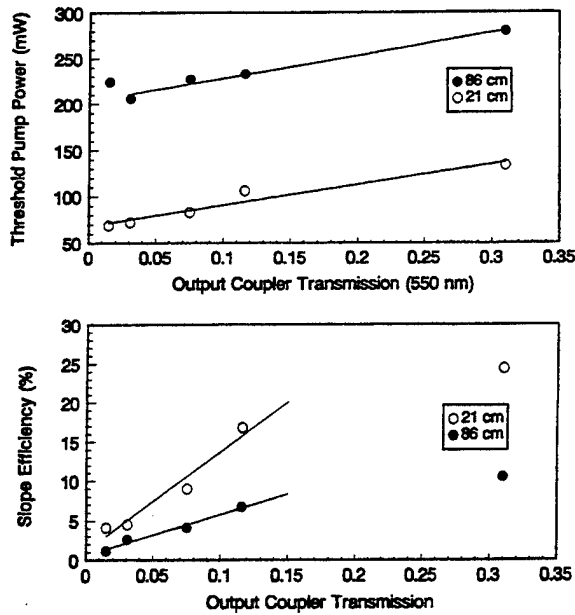 Threshold Pump Power (mW)
300
250
200
150
100
50
86 cm
21 cm
0 0.05 0.1 0.15 0.2 0.25 0.3 0.35
Output Coupler Transmission (550 nm)
Slope Efficiency (%)
30
25
20
15
10
5
0
21 cm
86 cm
0 0.05 0.1 0.15 0.2 0.25 0.3 0.35
Output Coupler Transmission